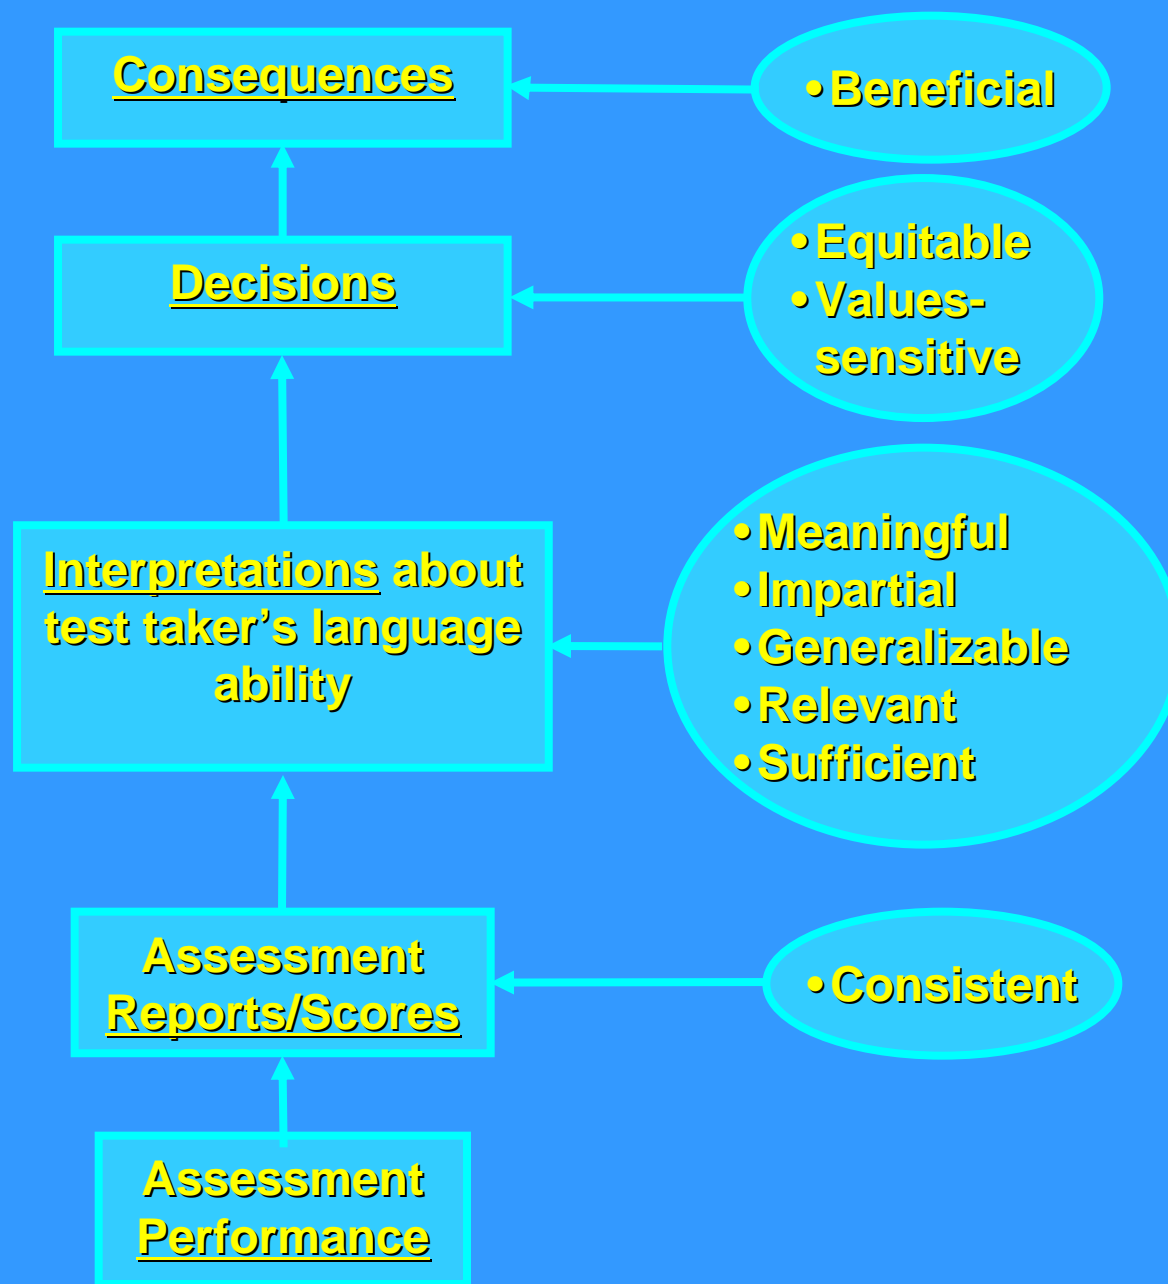 Consequences
•Beneficial
Decisions
•Equitable
•Values-
sensitive
Interpretations about
test taker’s language
ability
•Meaningful
•Impartial
•Generalizable
•Relevant
•Sufficient
Assessment
Reports/Scores
•Consistent
Assessment
Performance